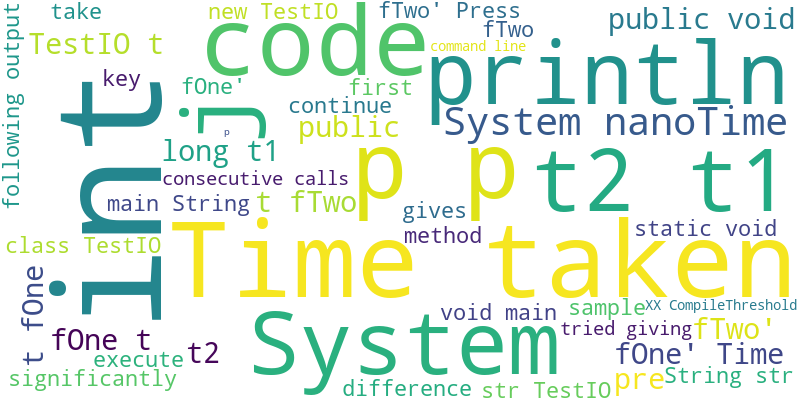 take
new TestIO
fTwo' Press
public void
TestIO t
code
fTwo
command line
key
fOne'
first
println
following output
int
j
continue
System nanoTime
p
public
long t1
p p
t2 t1
consecutive calls
main String
t fTwo
gives
static void
class TestIO
Time taken
method
t fOne
void main
sample
XX CompileThreshold
fOne t
System
tried giving
fTwo'
execute
t2
fOne' Time
significantly
difference
str TestIO
pre
String str